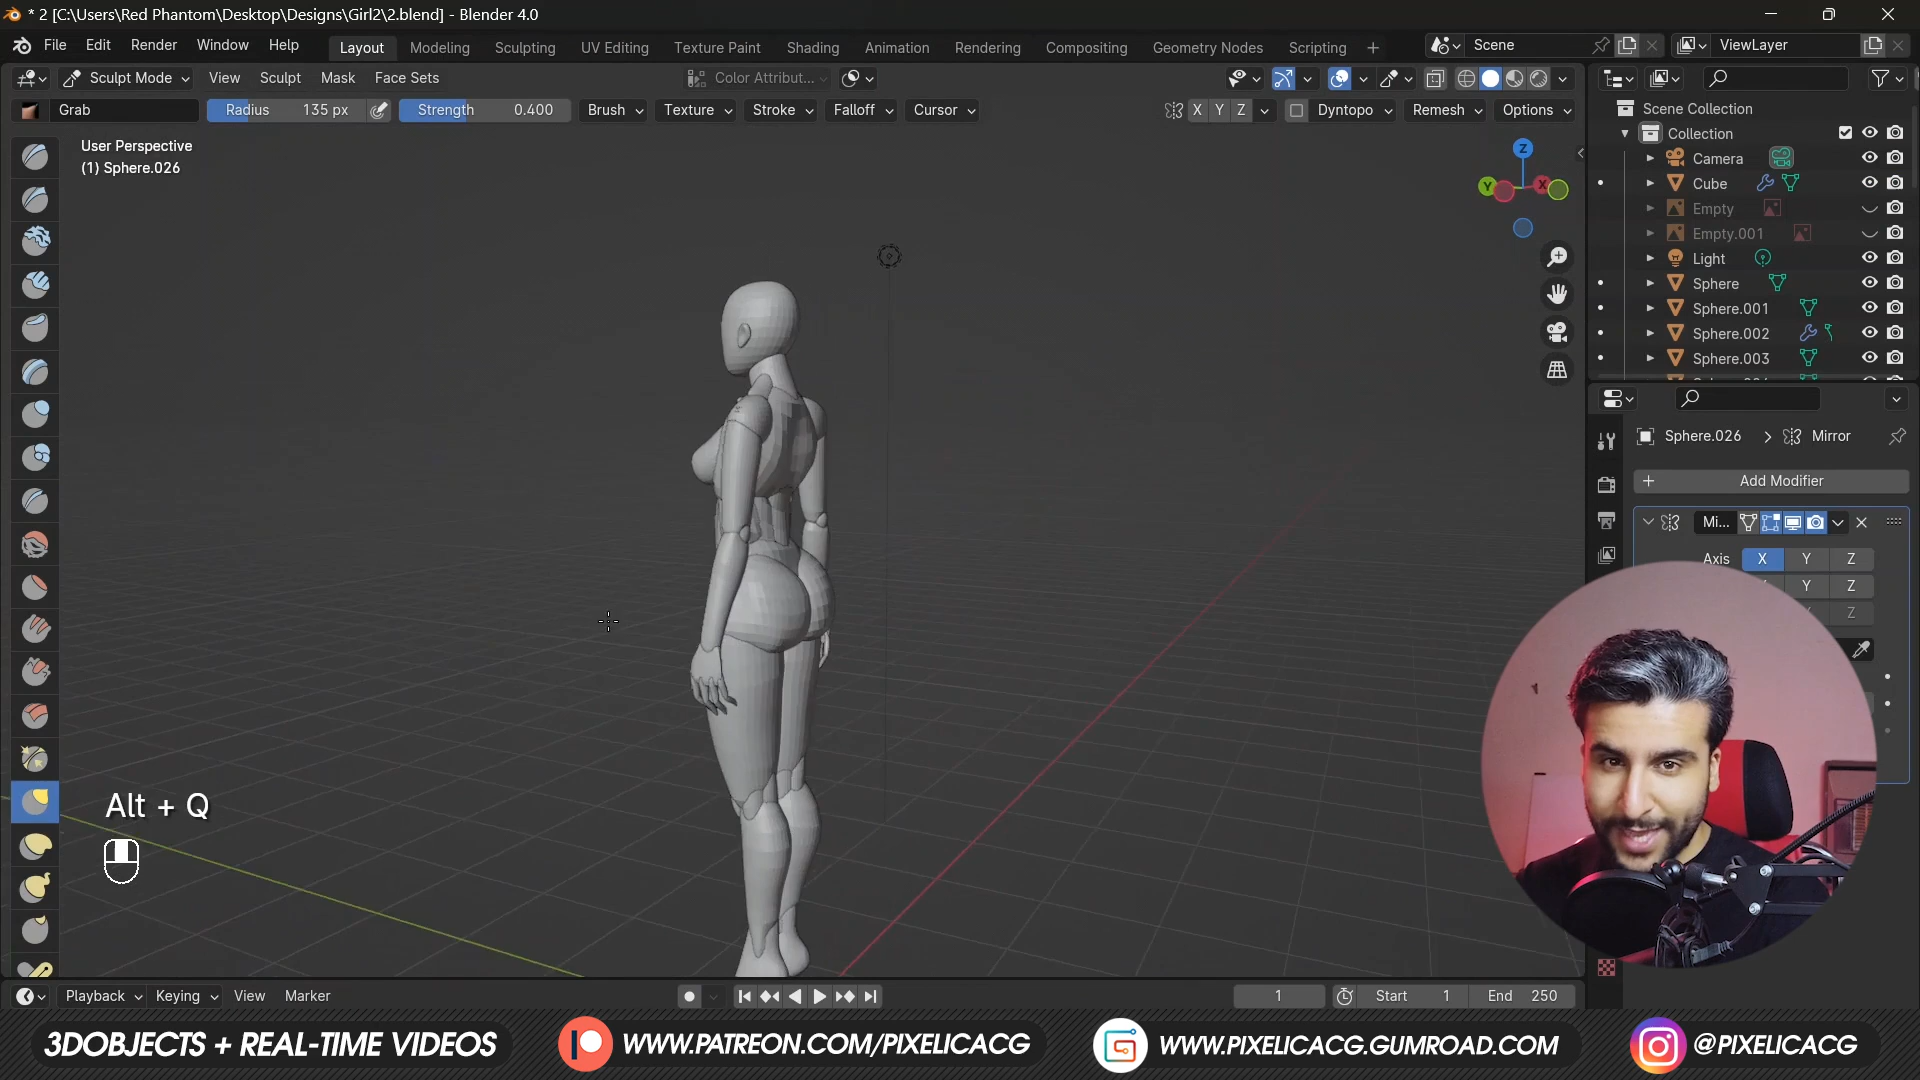 * 2 [C:\Users\Red Phantom\Desktop\Designs\Girl2\2.blend] - Blender 4.0
File Edit Render Window Help Layout Modeling Sculpting UV Editing Texture Paint Shading Animation Rendering Compositing Geometry Nodes Scripting + Scene ViewLayer
Sculpt Mode View Sculpt Mask Face Sets Color Attribut...
Grab Radius 135 px Strength 0.400 Brush Texture Stroke Falloff Cursor X Y Z Dyntopo Remesh Options
User Perspective
(1) Sphere.026
Z
Y X
Scene Collection
Collection
Camera
Cube
Empty
Empty.001
Light
Sphere
Sphere.001
Sphere.002
Sphere.003
Sphere.026 > Mirror
+ Add Modifier
Mi...
Axis X Y Z
Y Z
Z
Alt + Q
Playback Keying View Marker 1 Start 1 End 250
3DOBJECTS + REAL-TIME VIDEOS WWW.PATREON.COM/PIXELICACG WWW.PIXELICACG.GUMROAD.COM @PIXELICACG